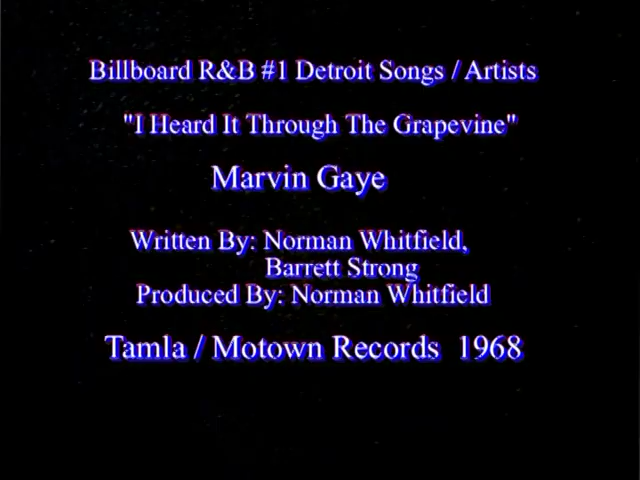 Billboard R&B #1 Detroit Songs / Artists
"I Heard It Through The Grapevine"
Marvin Gaye
Written By: Norman Whitfield,
Barrett Strong
Produced By: Norman Whitfield
Tamla / Motown Records 1968